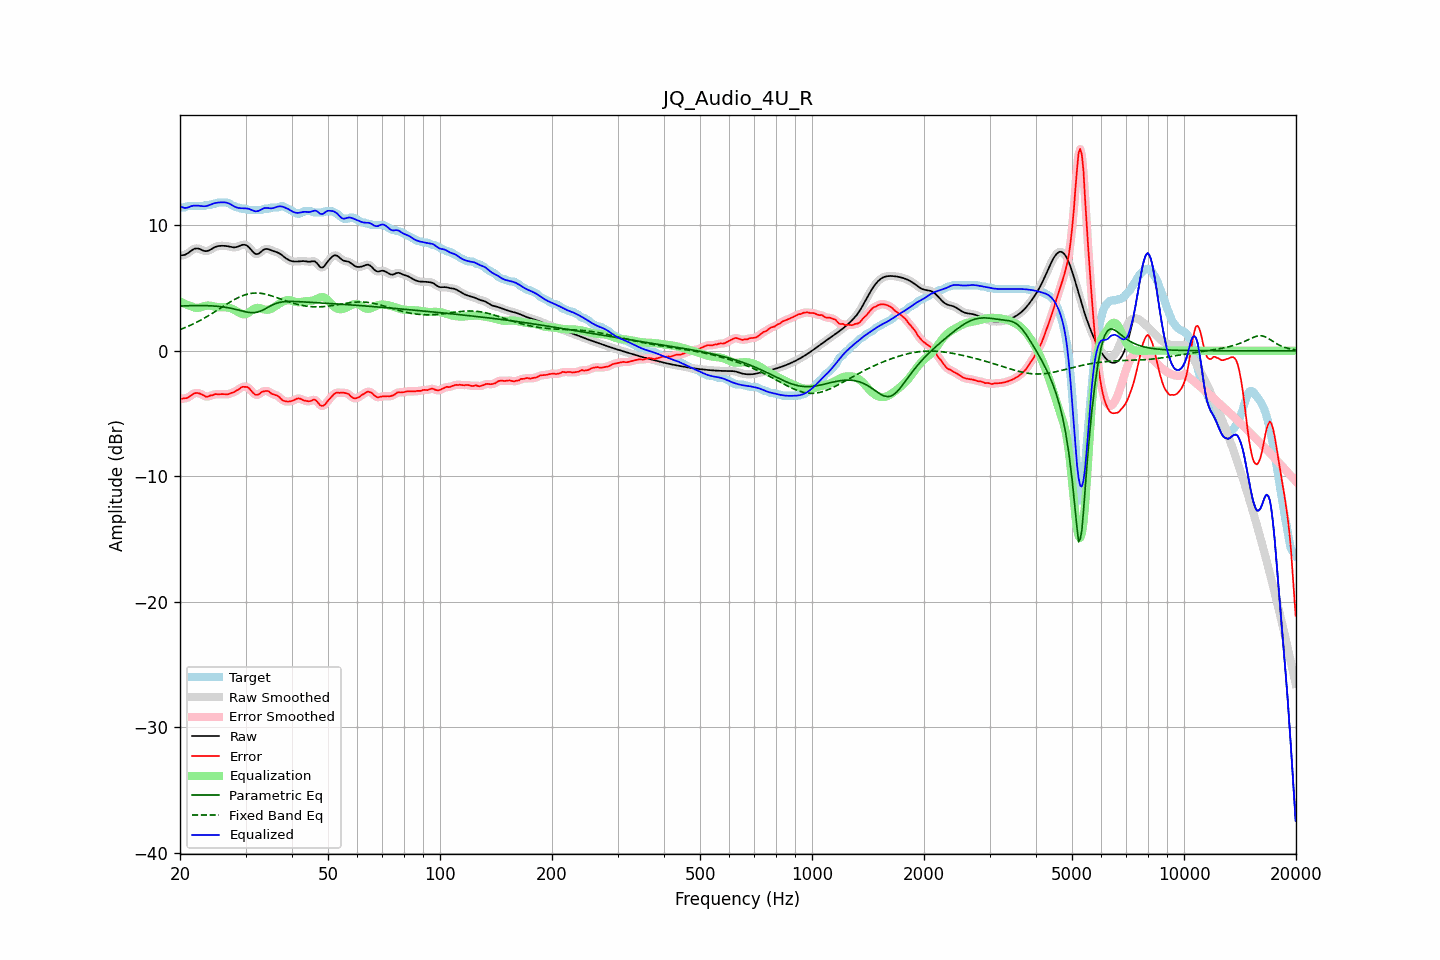 JQ_Audio_4U_R
Amplitude (dBr)
10
0
−10
−20
−30
−40
Target
Raw Smoothed
Error Smoothed
Raw
Error
Equalization
Parametric Eq
Fixed Band Eq
Equalized
20
50
100
200
500
1000
2000
5000
10000
20000
Frequency (Hz)